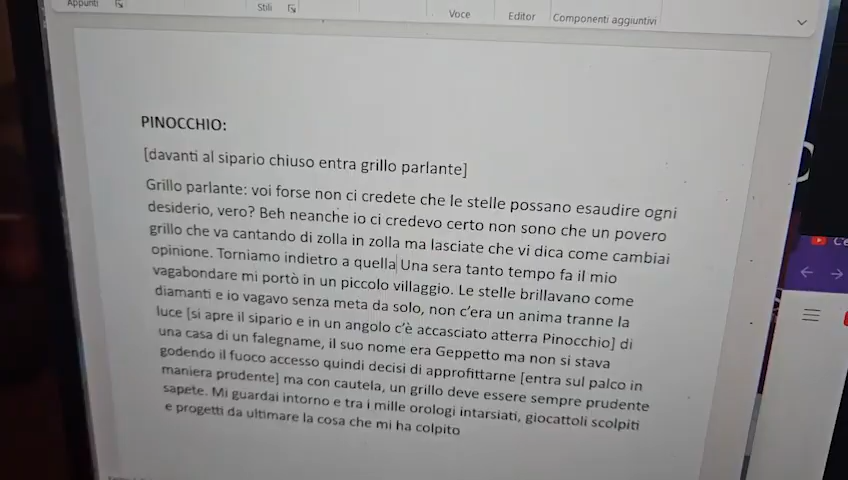 Appunti
Stili
Voce
Editor
Componenti aggiuntivi
PINOCCHIO:
[davanti al sipario chiuso entra grillo parlante]
Grillo parlante: voi forse non ci credete che le stelle possano esaudire ogni
desiderio, vero? Beh neanche io ci credevo certo non sono che un povero
grillo che va cantando di zolla in zolla ma lasciate che vi dica come cambiai
opinione. Torniamo indietro a quella Una sera tanto tempo fa il mio
vagabondare mi portò in un piccolo villaggio. Le stelle brillavano come
diamanti e io vagavo senza meta da solo, non c'era un anima tranne la
luce [si apre il sipario e in un angolo c'è accasciato atterra Pinocchio] di
una casa di un falegname, il suo nome era Geppetto ma non si stava
godendo il fuoco accesso quindi decisi di approfittarne [entra sul palco in
maniera prudente] ma con cautela, un grillo deve essere sempre prudente
sapete. Mi guardai intorno e tra i mille orologi intarsiati, giocattoli scolpiti
e progetti da ultimare la cosa che mi ha colpito